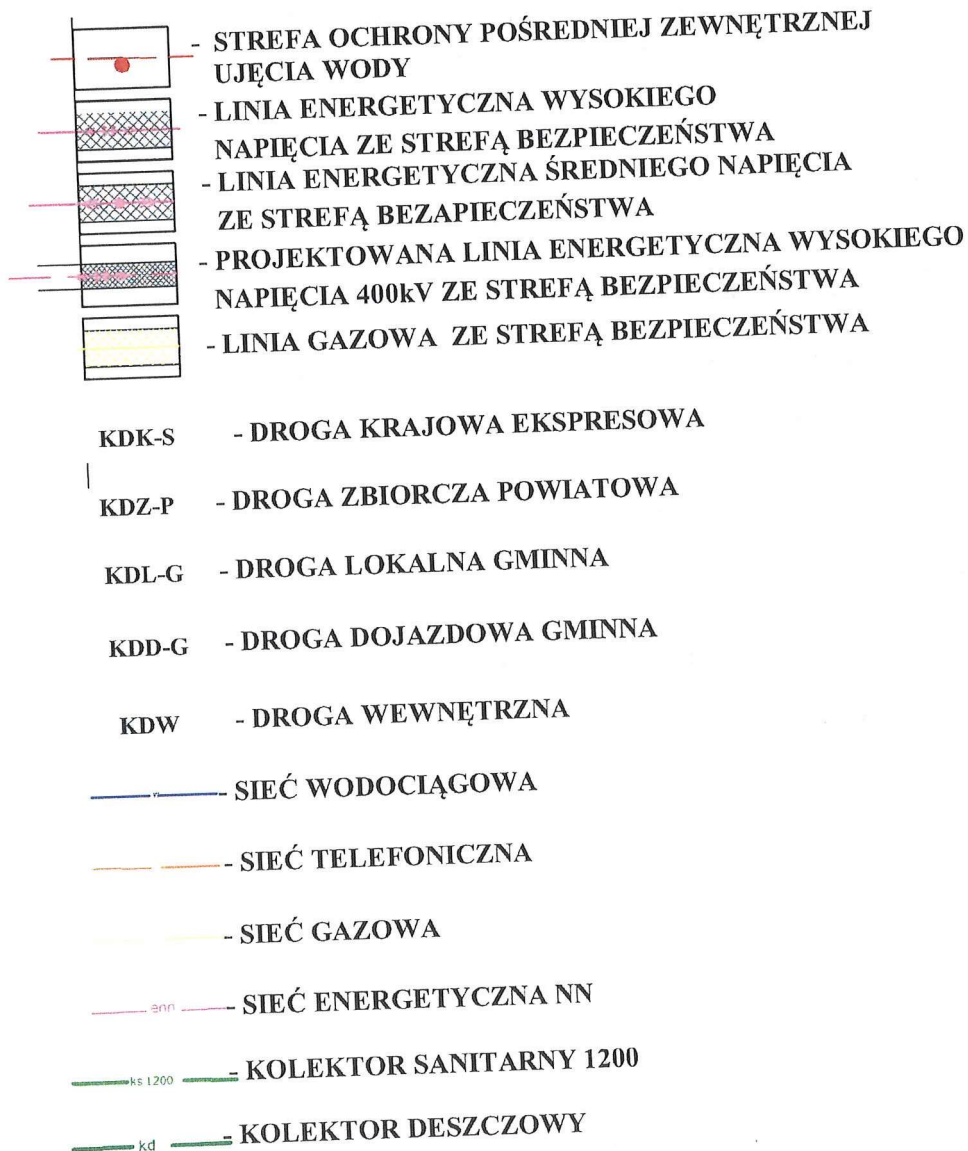 - STREFA OCHRONY POŚREDNIEJ ZEWNĘTRZNEJ
UJĘCIA WODY
- LINIA ENERGETYCZNA WYSOKIEGO
NAPIĘCIA ZE STREFĄ BEZPIECZEŃSTWA
- LINIA ENERGETYCZNA ŚREDNIEGO NAPIĘCIA
ZE STREFĄ BEZAPIECZEŃSTWA
- PROJEKTOWANA LINIA ENERGETYCZNA WYSOKIEGO
NAPIĘCIA 400kV ZE STREFĄ BEZPIECZEŃSTWA
- LINIA GAZOWA ZE STREFĄ BEZPIECZEŃSTWA
KDK-S - DROGA KRAJOWA EKSPRESOWA
KDZ-P - DROGA ZBIORCZA POWIATOWA
KDL-G - DROGA LOKALNA GMINNA
KDD-G - DROGA DOJAZDOWA GMINNA
KDW - DROGA WEWNĘTRZNA
- SIEĆ WODOCIĄGOWA
- SIEĆ TELEFONICZNA
- SIEĆ GAZOWA
enn - SIEĆ ENERGETYCZNA NN
ks 1200 - KOLEKTOR SANITARNY 1200
kd - KOLEKTOR DESZCZOWY